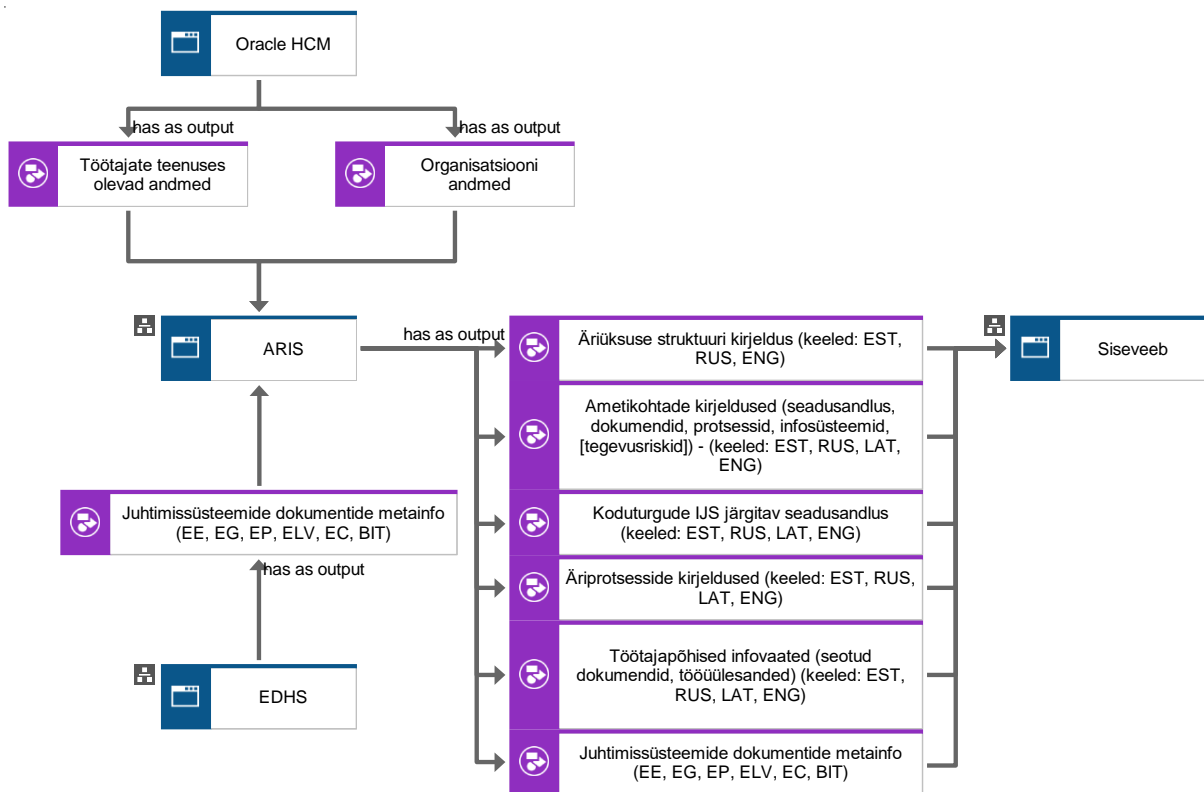 Oracle HCM
has as output
has as output
Töötajate teenuses
olevad andmed
Organisatsiooni
andmed
ARIS
has as output
Äriüksuse struktuuri kirjeldus (keeled: EST,
RUS, ENG)
Siseveeb
Ametikohtade kirjeldused (seadusandlus,
dokumendid, protsessid, infosüsteemid,
[tegevusriskid]) - (keeled: EST, RUS, LAT,
ENG)
Juhtimissüsteemide dokumentide metainfo
(EE, EG, EP, ELV, EC, BIT)
has as output
Koduturgude IJS järgitav seadusandlus
(keeled: EST, RUS, LAT, ENG)
Äriprotsesside kirjeldused (keeled: EST, RUS,
LAT, ENG)
EDHS
Töötajapõhised infovaated (seotud
dokumendid, tööüülesanded) (keeled: EST,
RUS, LAT, ENG)
Juhtimissüsteemide dokumentide metainfo
(EE, EG, EP, ELV, EC, BIT)